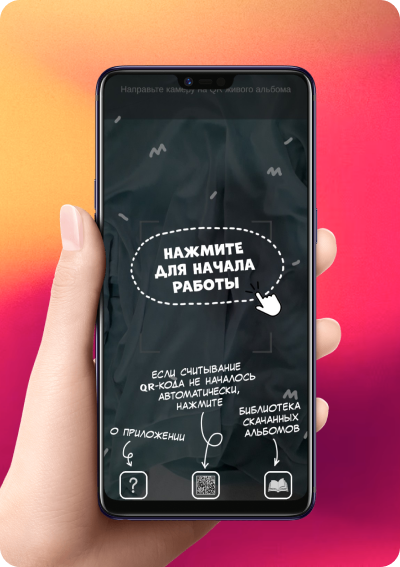 Направьте камеру на QR живого альбома
НАЖМИТЕ
ДЛЯ НАЧАЛА
РАБОТЫ
ЕСЛИ СЧИТЫВАНИЕ
QR-КОДА НЕ НАЧАЛОСЬ
АВТОМАТИЧЕСКИ,
НАЖМИТЕ
БИБЛИОТЕКА
СКАЧАННЫХ
АЛЬБОМОВ
О ПРИЛОЖЕНИИ
?